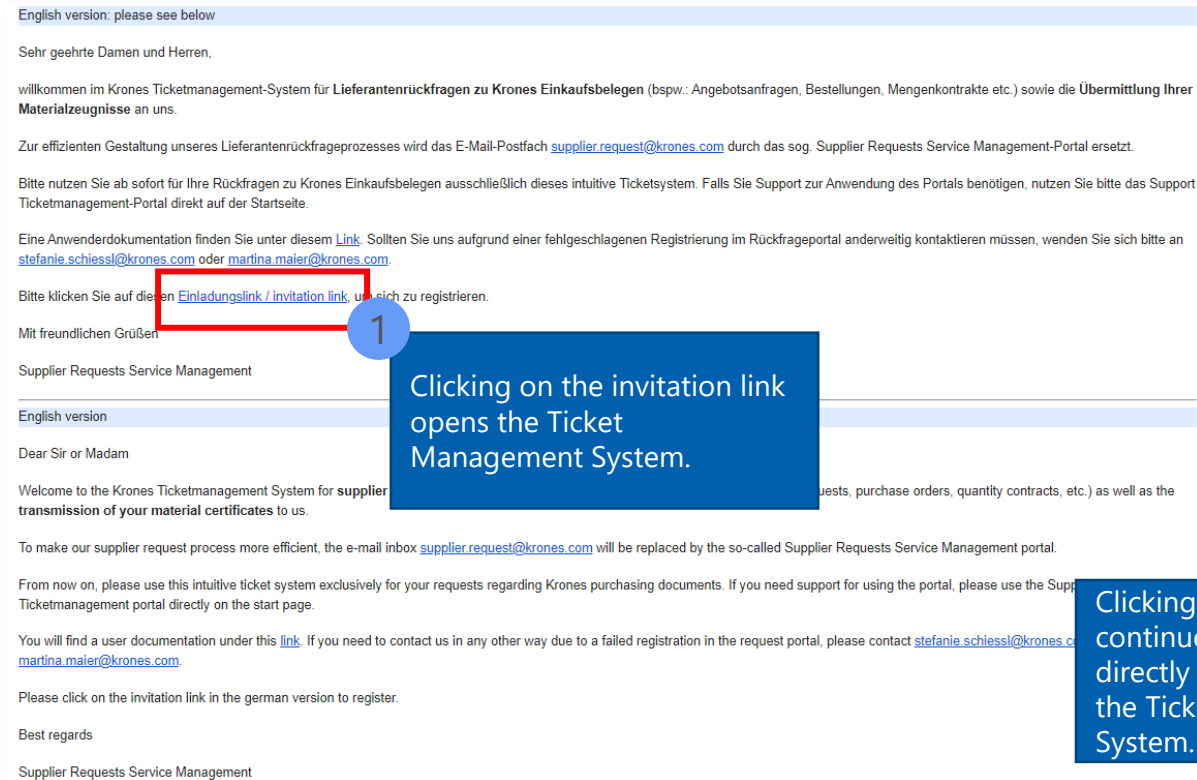 English version: please see below
Sehr geehrte Damen und Herren,
willkommen im Krones Ticketmanagement-System für Lieferantenrückfragen zu Krones Einkaufsbelegen (bspw.: Angebotsanfragen, Bestellungen, Mengenkontrakte etc.) sowie die Übermittlung Ihrer
Materialzeugnisse an uns.
Zur effizienten Gestaltung unseres Lieferantenrückfrageprozesses wird das E-Mail-Postfach supplier.request@krones.com durch das sog. Supplier Requests Service Management-Portal ersetzt.
Bitte nutzen Sie ab sofort für Ihre Rückfragen zu Krones Einkaufsbelegen ausschließlich dieses intuitive Ticketsystem. Falls Sie Support zur Anwendung des Portals benötigen, nutzen Sie bitte das Support
Ticketmanagement-Portal direkt auf der Startseite.
Eine Anwenderdokumentation finden Sie unter diesem Link. Sollten Sie uns aufgrund einer fehlgeschlagenen Registrierung im Rückfrageportal anderweitig kontaktieren müssen, wenden Sie sich bitte an
stefanie.schiessl@krones.com oder martina.maier@krones.com.
Bitte klicken Sie auf diesen Einladungslink / invitation link, um sich zu registrieren.
Mit freundlichen Grüßen
1
Supplier Requests Service Management
Clicking on the invitation link
opens the Ticket
Management System.
English version
Dear Sir or Madam
Welcome to the Krones Ticketmanagement System for supplier purchase orders, quantity contracts, etc.) as well as the
transmission of your material certificates to us.
To make our supplier request process more efficient, the e-mail inbox supplier.request@krones.com will be replaced by the so-called Supplier Requests Service Management portal.
From now on, please use this intuitive ticket system exclusively for your requests regarding Krones purchasing documents. If you need support for using the portal, please use the
Ticketmanagement portal directly on the start page.
You will find a user documentation under this link. If you need to contact us in any other way due to a failed registration in the request portal, please contact stefanie.schiessl@krones.
martina.maier@krones.com.
Please click on the invitation link in the german version to register.
Best regards
Supplier Requests Service Management
Clicking
continue
directly
the
System.